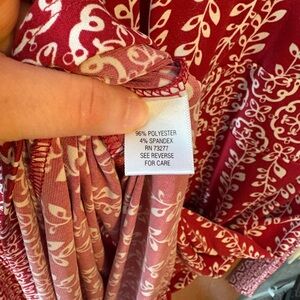 96% POLYESTER
4% SPANDEX
RN 73277
SEE REVERSE
FOR CARE